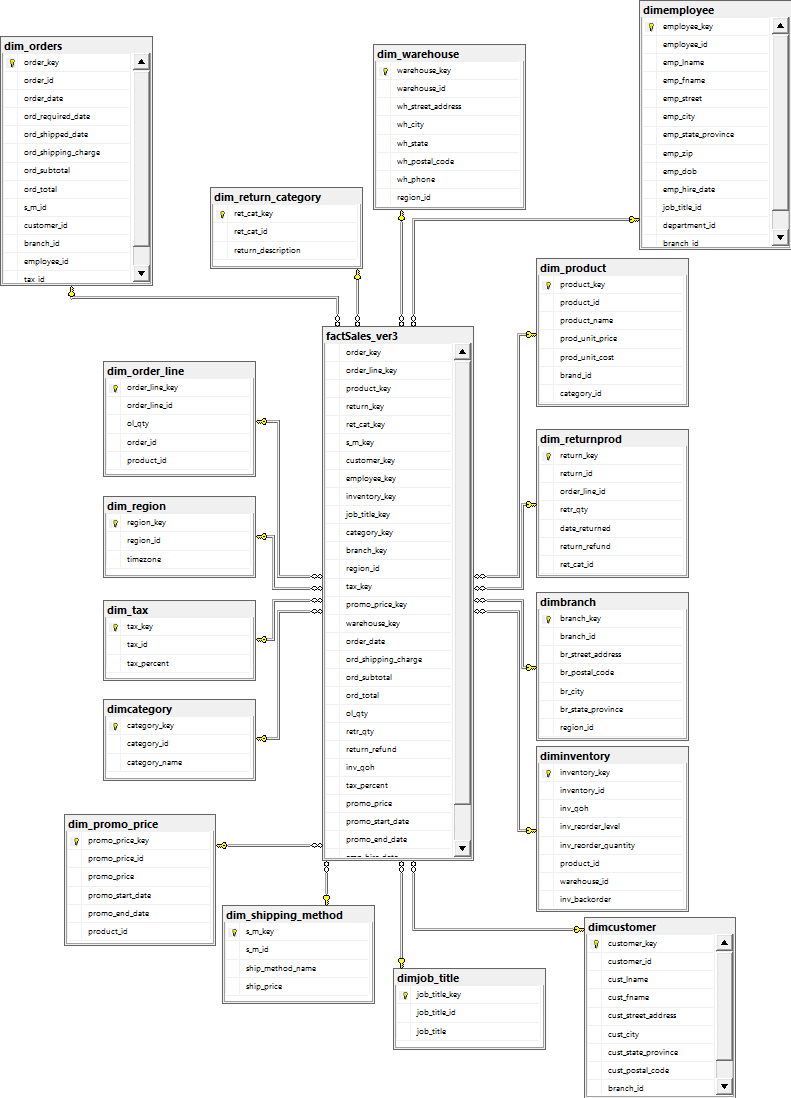 dim_orders
order_key
order_id
order_date
ord_required_date
ord_shipped_date
ord_shipping_charge
ord_subtotal
ord_total
s_m_id
customer_id
branch_id
employee_id
tax_id
dim_warehouse
warehouse_key
warehouse_id
wh_street_address
wh_city
wh_state
wh_postal_code
wh_phone
region_id
dimemployee
employee_key
employee_id
emp_lname
emp_fname
emp_street
emp_city
emp_state_province
emp_zip
emp_dob
emp_hire_date
job_title_id
department_id
branch_id
dim_return_category
ret_cat_key
ret_cat_id
return_description
dim_product
product_key
product_id
product_name
prod_unit_price
prod_unit_cost
brand_id
category_id
factSales_ver3
order_key
order_line_key
product_key
return_key
ret_cat_key
s_m_key
customer_key
employee_key
inventory_key
job_title_key
category_key
branch_key
region_id
tax_key
promo_price_key
warehouse_key
order_date
ord_shipping_charge
ord_subtotal
ord_total
ol_qty
retr_qty
return_refund
inv_qoh
tax_percent
promo_price
promo_start_date
promo_end_date
emp_hire_date
dim_order_line
order_line_key
order_line_id
ol_qty
order_id
product_id
dim_returnprod
return_key
return_id
order_line_id
retr_qty
date_returned
return_refund
ret_cat_id
dim_region
region_key
region_id
timezone
dim_tax
tax_key
tax_id
tax_percent
dimbranch
branch_key
branch_id
br_street_address
br_postal_code
br_city
br_state_province
region_id
dimcategory
category_key
category_id
category_name
diminventory
inventory_key
inventory_id
inv_qoh
inv_reorder_level
inv_reorder_quantity
product_id
warehouse_id
inv_backorder
dim_promo_price
promo_price_key
promo_price_id
promo_price
promo_start_date
promo_end_date
product_id
dim_shipping_method
s_m_key
s_m_id
ship_method_name
ship_price
dimjob_title
job_title_key
job_title_id
job_title
dimcustomer
customer_key
customer_id
cust_lname
cust_fname
cust_street_address
cust_city
cust_state_province
cust_postal_code
branch_id